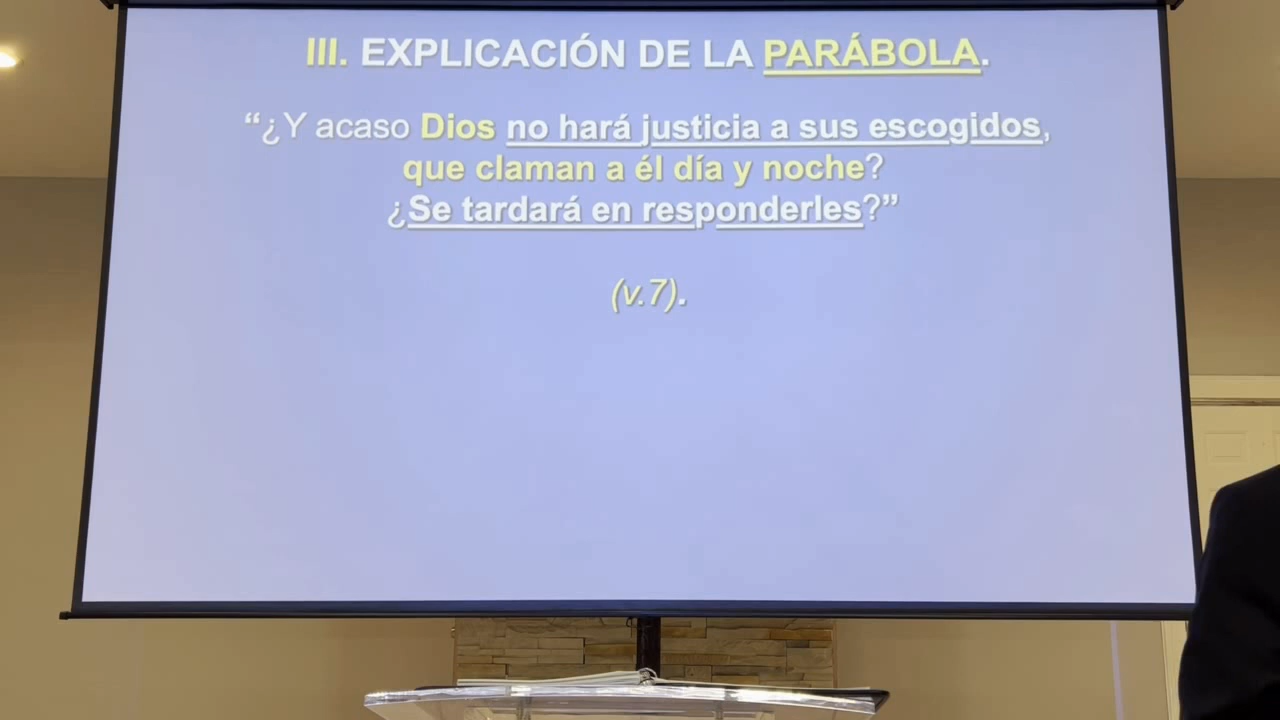 III. EXPLICACIÓN DE LA PARÁBOLA.
“¿Y acaso Dios no hará justicia a sus escogidos,
que claman a él día y noche?
¿Se tardará en responderles?”
(v.7).